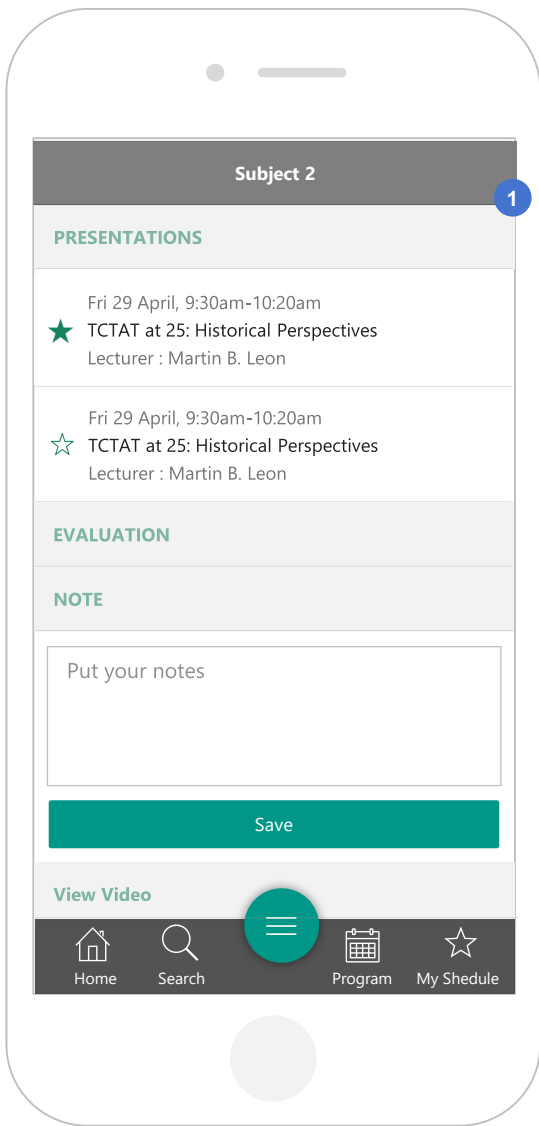 Subject 2
1
PRESENTATIONS
Fri 29 April, 9:30am-10:20am
TCTAT at 25: Historical Perspectives
Lecturer : Martin B. Leon
Fri 29 April, 9:30am-10:20am
TCTAT at 25: Historical Perspectives
Lecturer : Martin B. Leon
EVALUATION
NOTE
Put your notes
Save
View Video
Home Search Program My Shedule